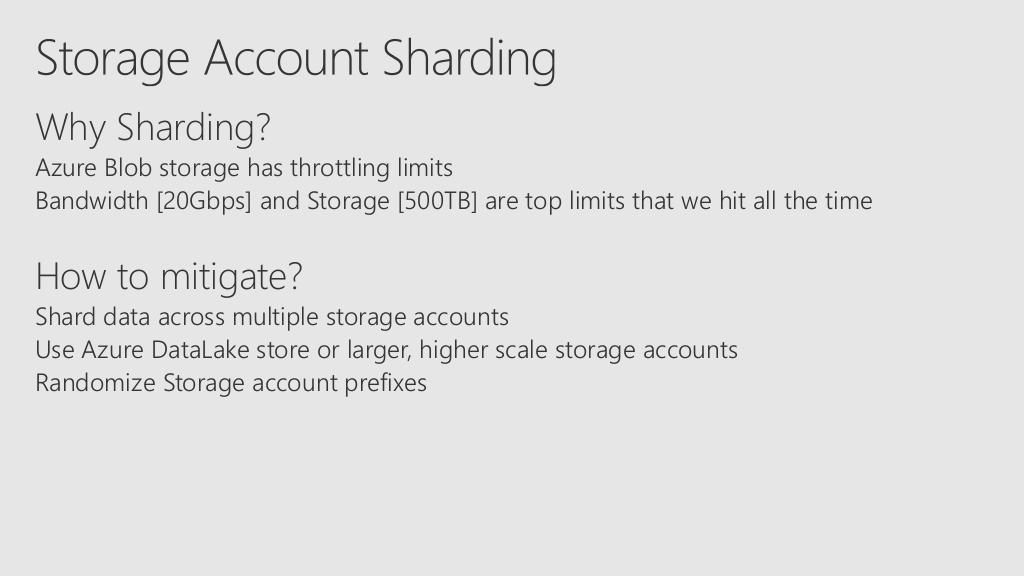 Storage Account Sharding
Why Sharding?
Azure Blob storage has throttling limits
Bandwidth [20Gbps] and Storage [500TB] are top limits that we hit all the time
How to mitigate?
Shard data across multiple storage accounts
Use Azure DataLake store or larger, higher scale storage accounts
Randomize Storage account prefixes